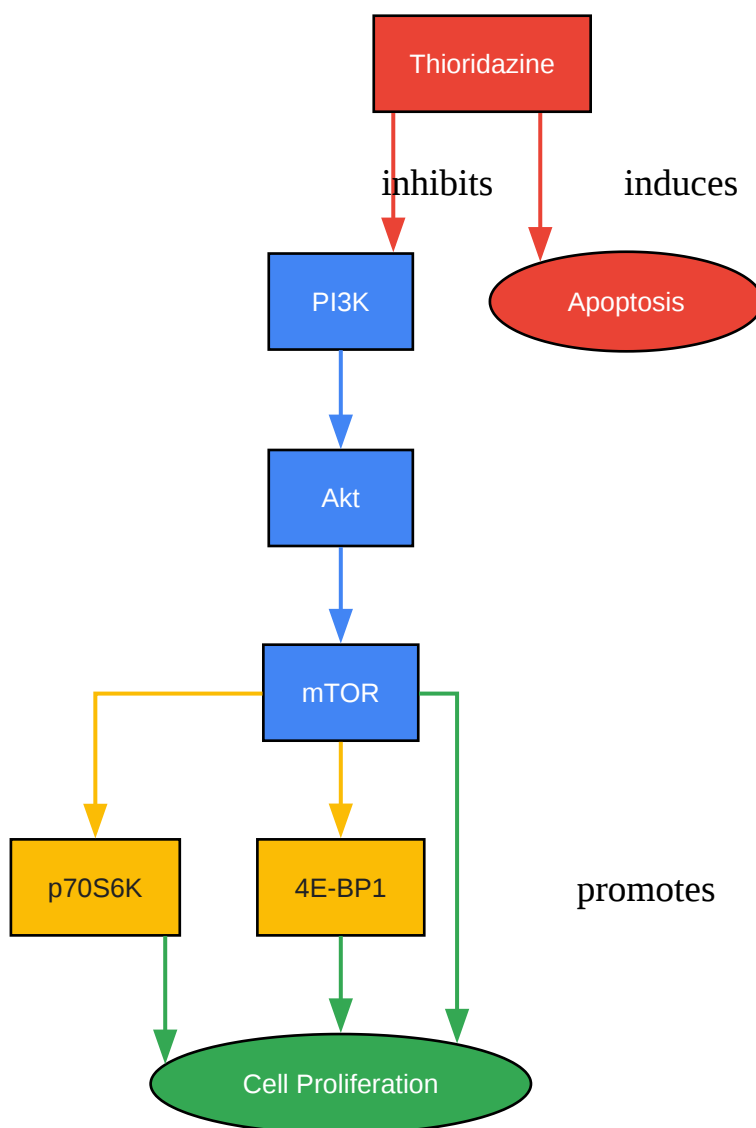 Thioridazine
inhibits
induces
PI3K
Apoptosis
Akt
mTOR
p70S6K
4E-BP1
promotes
Cell Proliferation